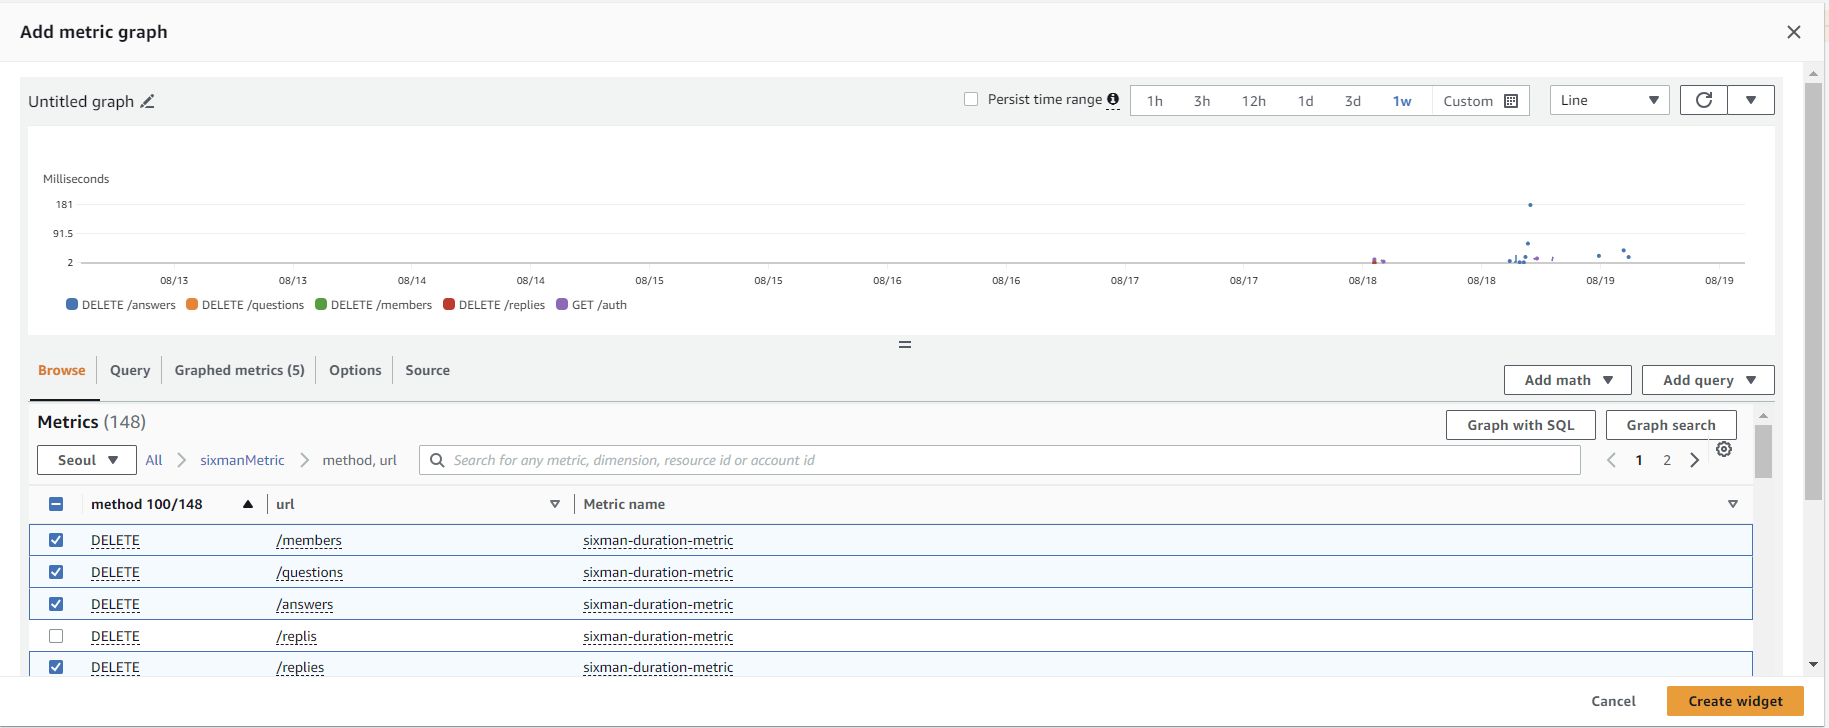 Add metric graph
Untitled graph
Persist time range
1h 3h 12h 1d 3d 1w Custom
Line
Milliseconds
181
91.5
2
08/13 08/13 08/14 08/14 08/15 08/15 08/16 08/16 08/17 08/17 08/18 08/18 08/19 08/19
DELETE /answers DELETE /questions DELETE /members DELETE /replies GET /auth
Browse Query Graphed metrics (5) Options Source
Add math Add query
Metrics (148)
Graph with SQL Graph search
Seoul All sixmanMetric method, url Search for any metric, dimension, resource id or account id 1 2
method 100/148 url Metric name
DELETE /members sixman-duration-metric
DELETE /questions sixman-duration-metric
DELETE /answers sixman-duration-metric
DELETE /replis sixman-duration-metric
DELETE /replies sixman-duration-metric
Cancel Create widget